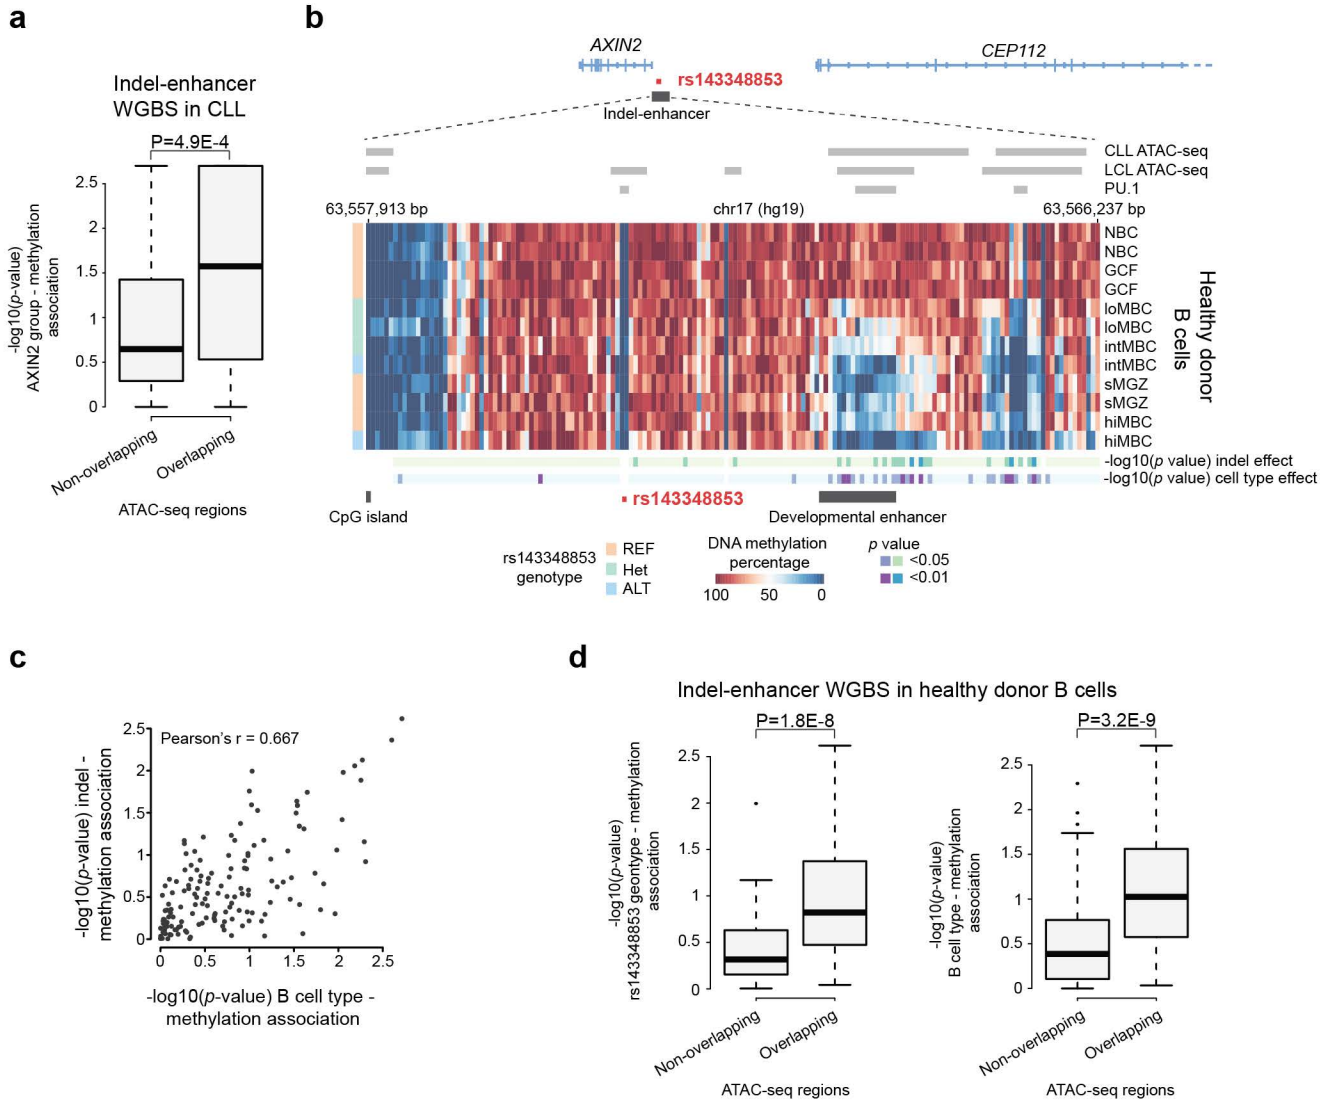 a
Indel-enhancer
WGBS in CLL
P=4.9E-4
2.5
2
1.5
1
0.5
0
-log10(p-value)
AXIN2 group - methylation
association
Non-overlapping
Overlapping
ATAC-seq regions
b
AXIN2
CEP112
rs143348853
Indel-enhancer
CLL ATAC-seq
LCL ATAC-seq
PU.1
63,557,913 bp
chr17 (hg19)
63,566,237 bp
NBC
NBC
GCF
GCF
loMBC
loMBC
intMBC
intMBC
sMGZ
sMGZ
hiMBC
hiMBC
Healthy donor
B cells
-log10(p value) indel effect
-log10(p value) cell type effect
rs143348853
CpG island
Developmental enhancer
rs143348853
genotype
REF
Het
ALT
DNA methylation
percentage
100 50 0
p value
<0.05
<0.01
c
Pearson's r = 0.667
2.5
2
1.5
1
0.5
0
-log10(p-value) indel -
methylation association
0 0.5 1 1.5 2 2.5
-log10(p-value) B cell type -
methylation association
d
Indel-enhancer WGBS in healthy donor B cells
P=1.8E-8
2.5
2
1.5
1
0.5
0
-log10(p-value)
rs143348853 geontype - methylation
association
Non-overlapping
Overlapping
ATAC-seq regions
P=3.2E-9
2.5
2
1.5
1
0.5
0
-log10(p-value)
B cell type - methylation
association
Non-overlapping
Overlapping
ATAC-seq regions